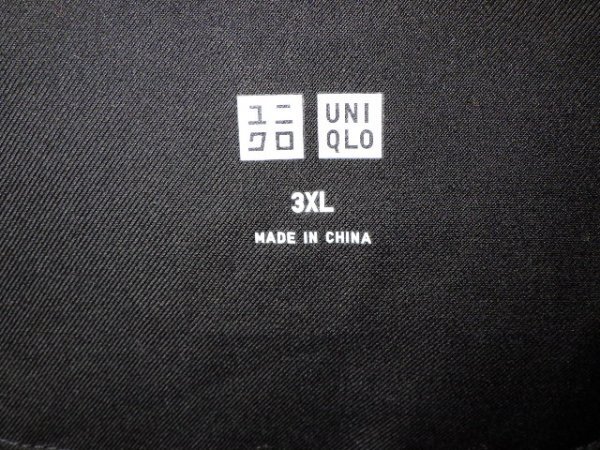 ユニ
クロ
UNI
QLO
3XL
MADE IN CHINA